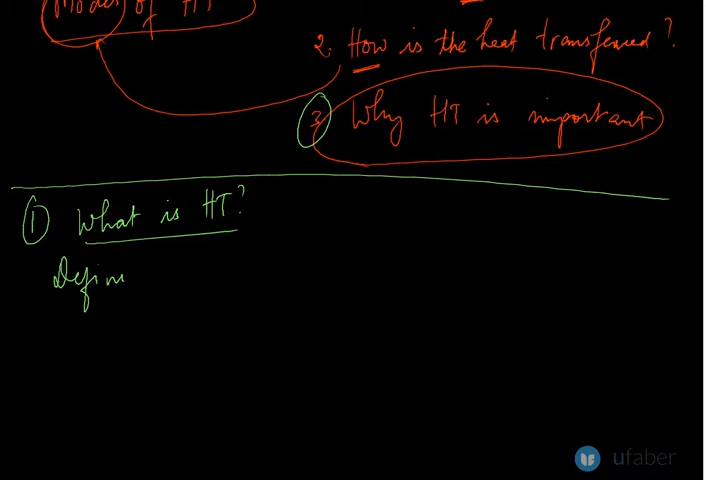 Modes of HT
2. How is the heat transferred?
3 Why HT is important
1 What is HT?
Defin
ufaber